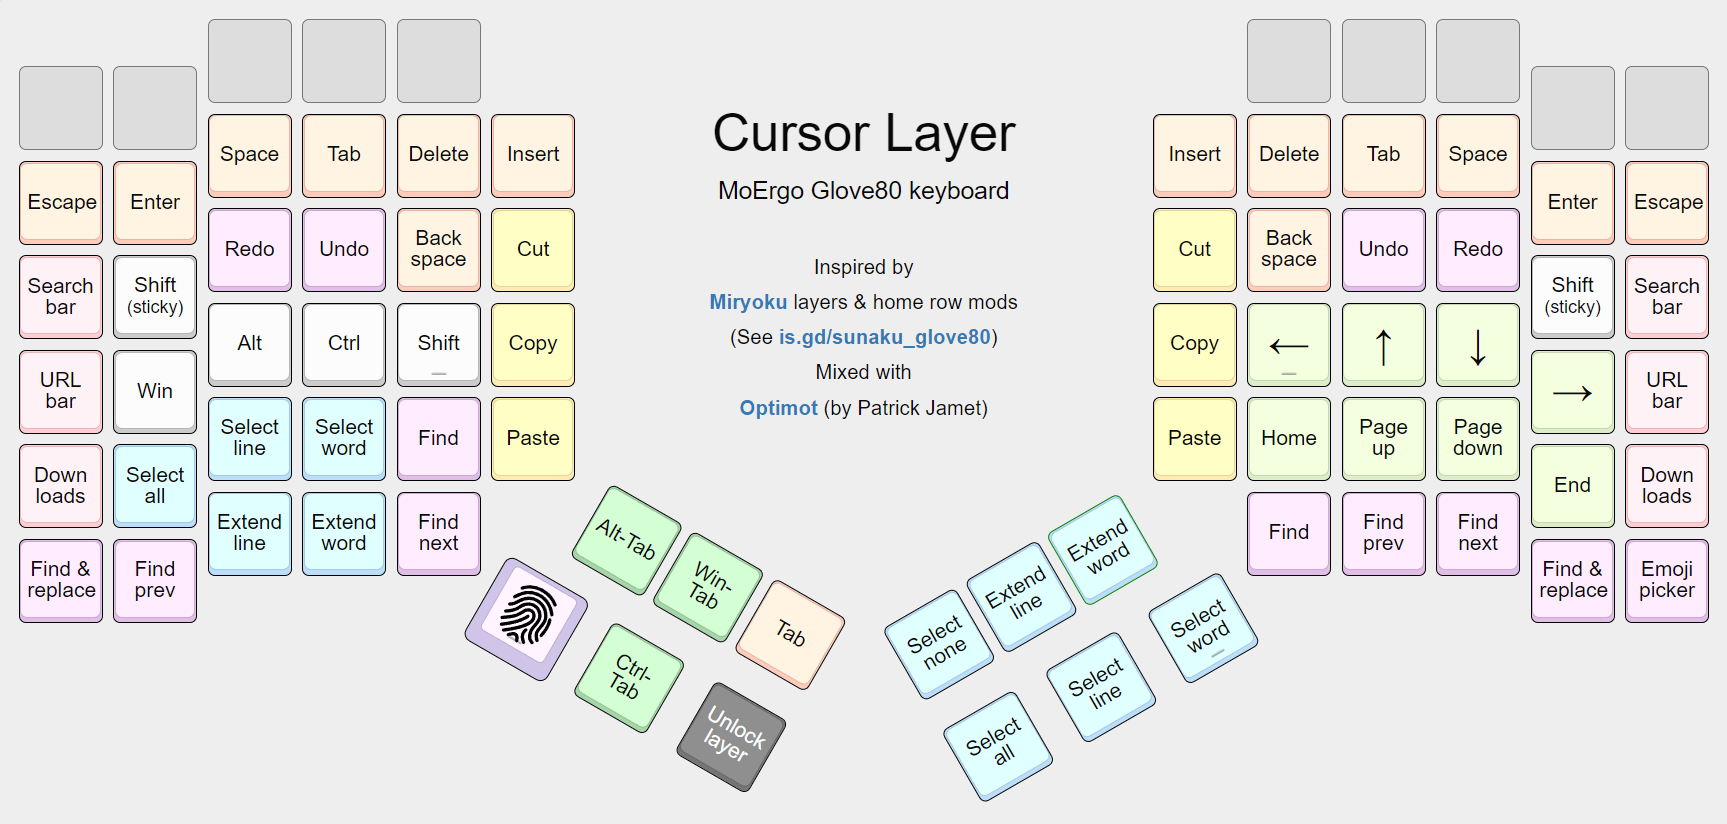 Cursor Layer
MoErgo Glove80 keyboard
Inspired by
Miryoku layers & home row mods
(See is.gd/sunaku_glove80)
Mixed with
Optimot (by Patrick Jamet)
Space Tab Delete Insert
Escape Enter
Redo Undo Back space Cut
Search bar Shift (sticky)
Alt Ctrl Shift Copy
URL bar Win
Select line Select word Find Paste
Down loads Select all
Extend line Extend word Find next
Find & replace Find prev
Alt-Tab
Win-
Tab
Tab
Ctrl-
Tab
Unlock
layer
Insert Delete Tab Space
Enter Escape
Cut Back space Undo Redo
Shift (sticky) Search bar
Copy ← ↑ ↓
→ URL bar
Paste Home Page up Page down
End Down loads
Find Find prev Find next
Find & replace Emoji picker
Extend
word
Extend
line
Select
none
Select
word
Select
line
Select
all